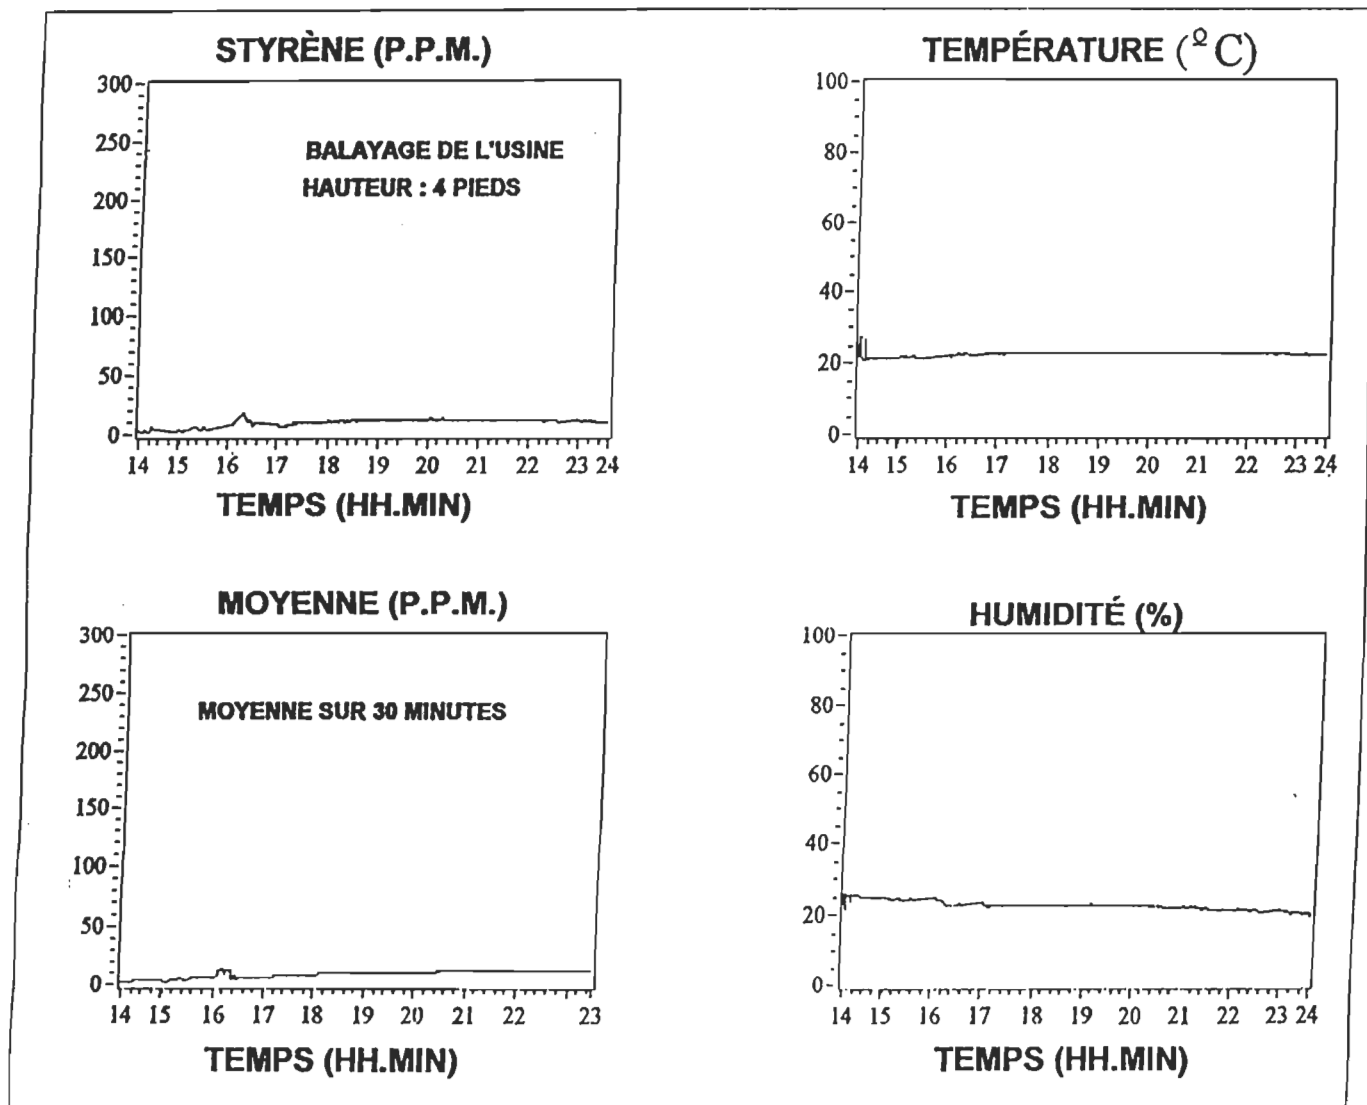 STYRÈNE (P.P.M.)
300
250
200
150
100
50
0
BALAYAGE DE L'USINE
HAUTEUR : 4 PIEDS
14 15 16 17 18 19 20 21 22 23 24
TEMPS (HH.MIN)
TEMPÉRATURE (ºC)
100
80
60
40
20
0
14 15 16 17 18 19 20 21 22 23 24
TEMPS (HH.MIN)
MOYENNE (P.P.M.)
300
250
200
150
100
50
0
MOYENNE SUR 30 MINUTES
14 15 16 17 18 19 20 21 22 23
TEMPS (HH.MIN)
HUMIDITÉ (%)
100
80
60
40
20
0
14 15 16 17 18 19 20 21 22 23 24
TEMPS (HH.MIN)